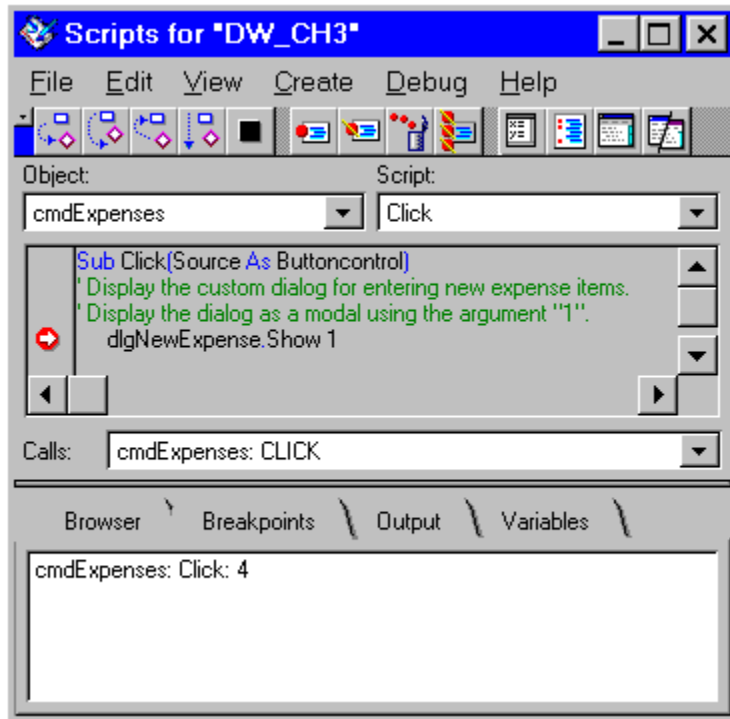 Scripts for "DW_CH3"
File Edit View Create Debug Help
Object: Script:
cmdExpenses Click
Sub Click(Source As Buttoncontrol)
' Display the custom dialog for entering new expense items.
' Display the dialog as a modal using the argument "1".
dlgNewExpense.Show 1
Calls: cmdExpenses: CLICK
Browser Breakpoints Output Variables
cmdExpenses: Click: 4